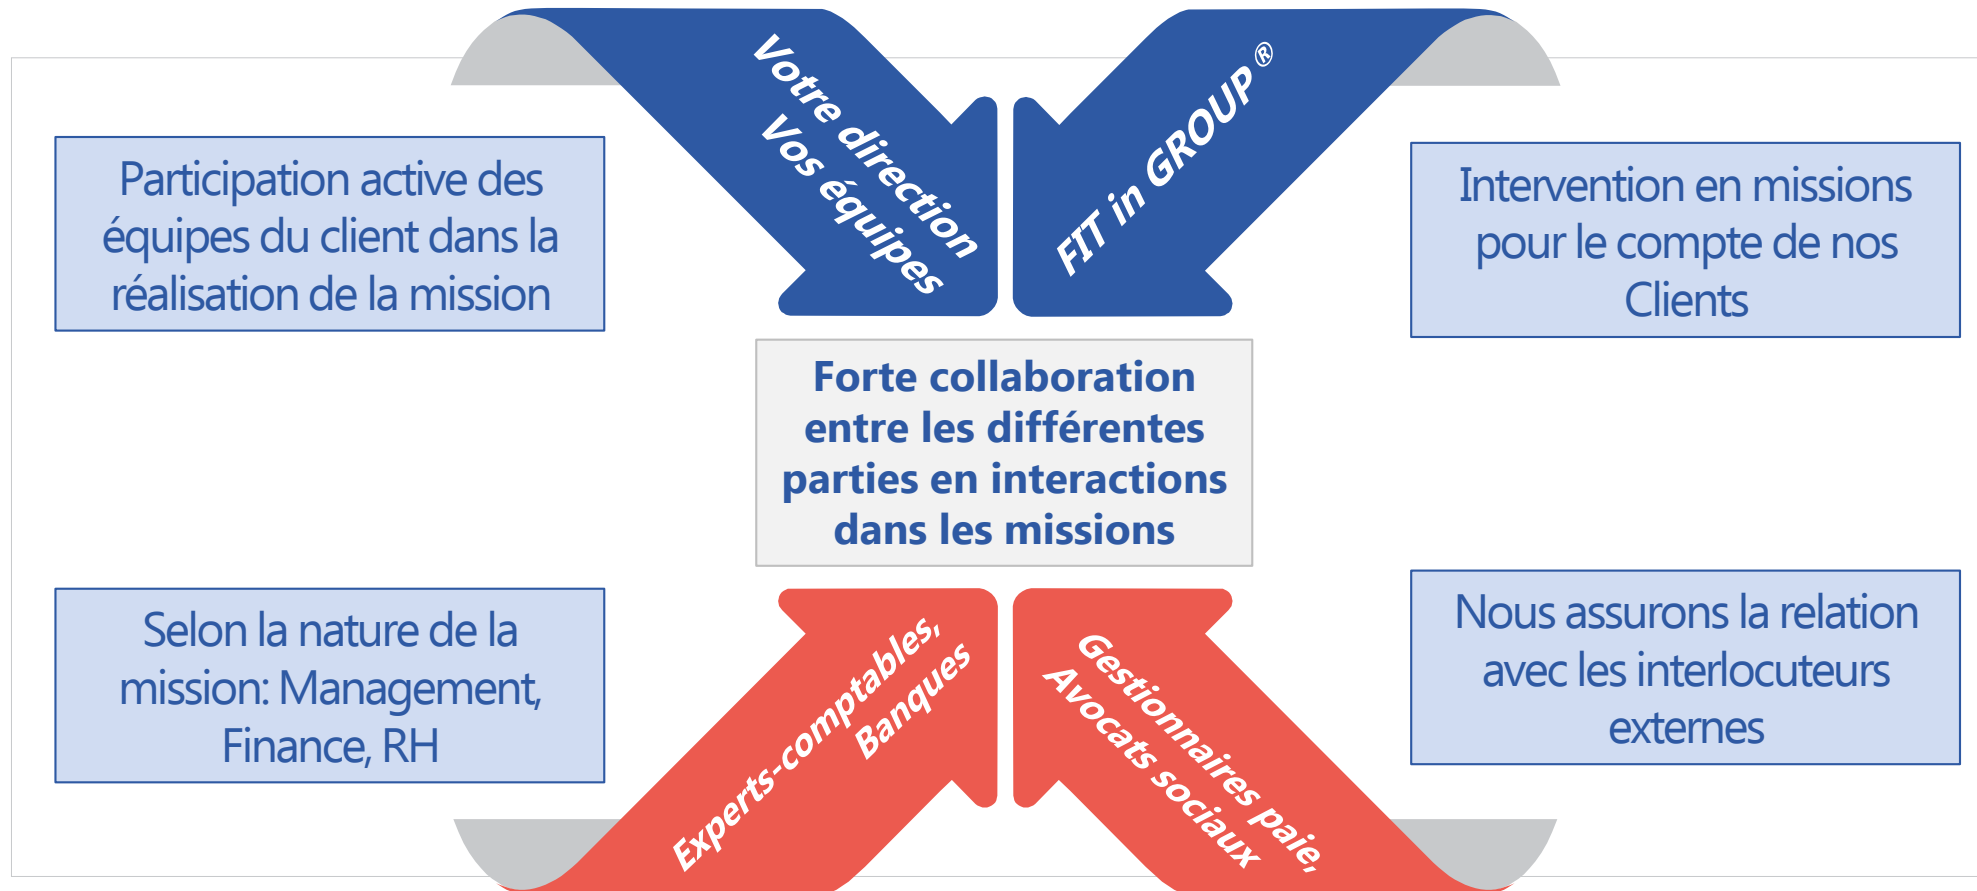 Votre direction
Vos équipes
FIT in GROUP ®
Participation active des
équipes du client dans la
réalisation de la mission
Intervention en missions
pour le compte de nos
Clients
Forte collaboration
entre les différentes
parties en interactions
dans les missions
Selon la nature de la
mission: Management,
Finance, RH
Nous assurons la relation
avec les interlocuteurs
externes
Experts-comptables,
Banques
Gestionnaires paie,
Avocats sociaux